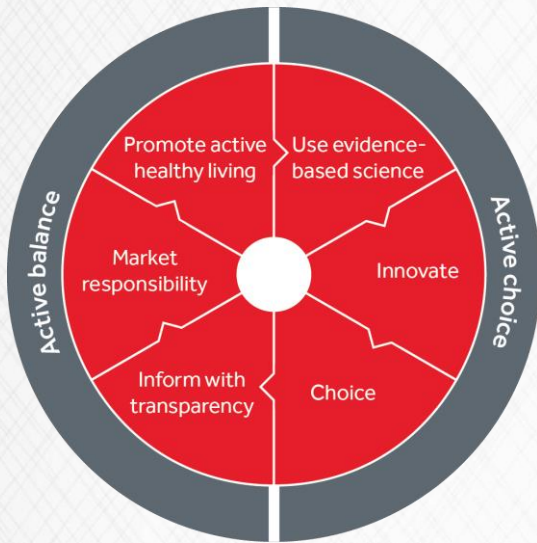 Promote active
healthy living
Use evidence-
based science
Active balance
Market
responsibility
Innovate
Active choice
Inform with
transparency
Choice